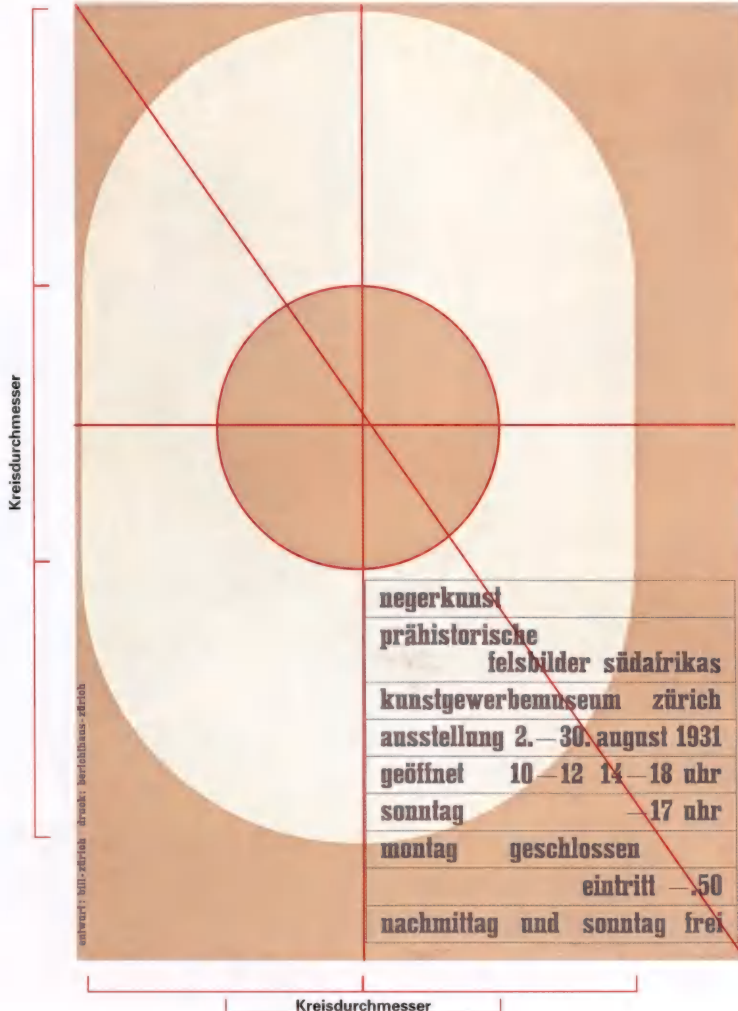 Kreisdurchmesser
negerkunst
prähistorische
felsbilder südafrikas
kunstgewerbemuseum zürich
ausstellung 2.—30. august 1931
geöffnet 10—12 14—18 uhr
sonntag —17 uhr
montag geschlossen
eintritt —.50
nachmittag und sonntag frei
entwurf: bill-zürich druck: berichthaus-zürich
Kreisdurchmesser